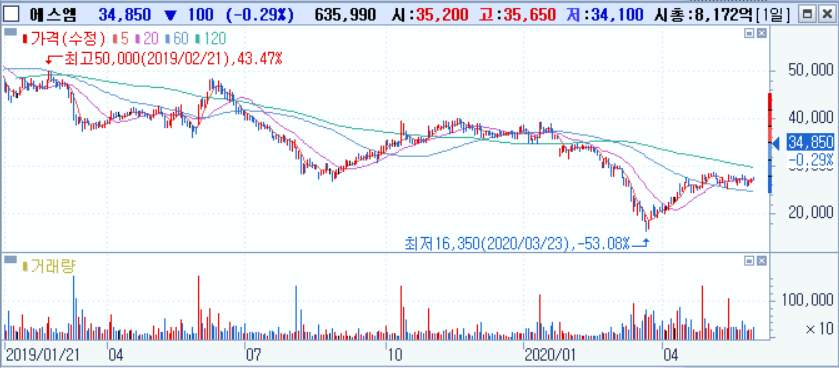 에스엠 34,850 ▼ 100 (-0.29%) 635,990 시:35,200 고:35,650 저:34,100 시총:8,172억[1일]
가격(수정) 5 20 60 120
최고50,000(2019/02/21),43.47%
50,000
40,000
34,850
-0.29%
20,000
최저16,350(2020/03/23),-53.08%
거래량
100,000
×10
2019/01/21 04 07 10 2020/01 04